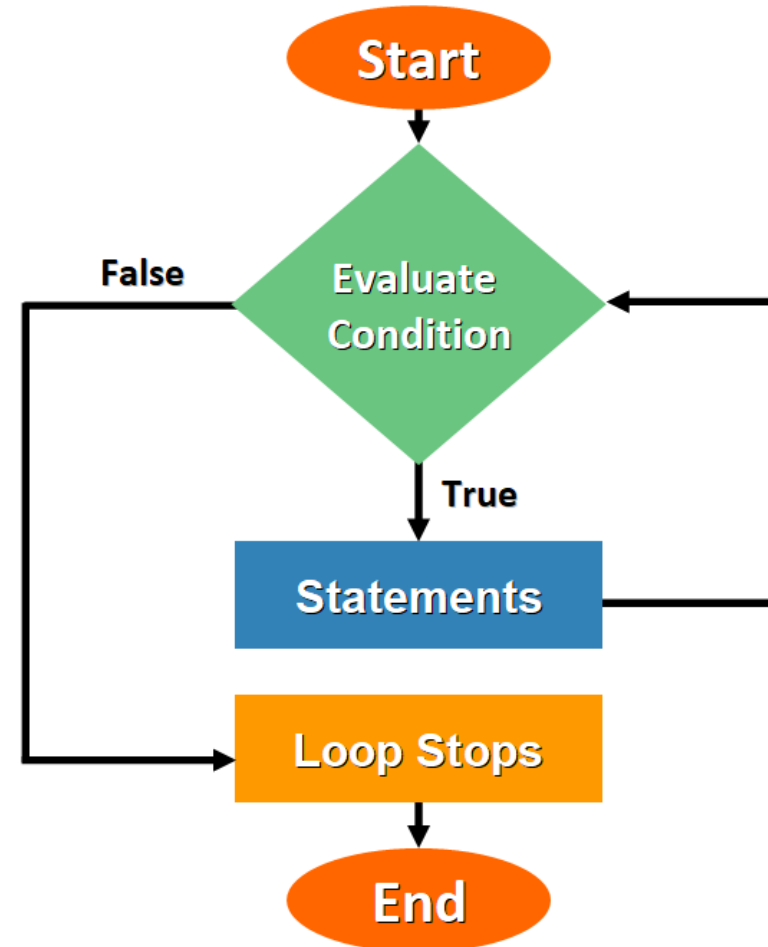 Start
False
Evaluate
Condition
True
Statements
Loop Stops
End